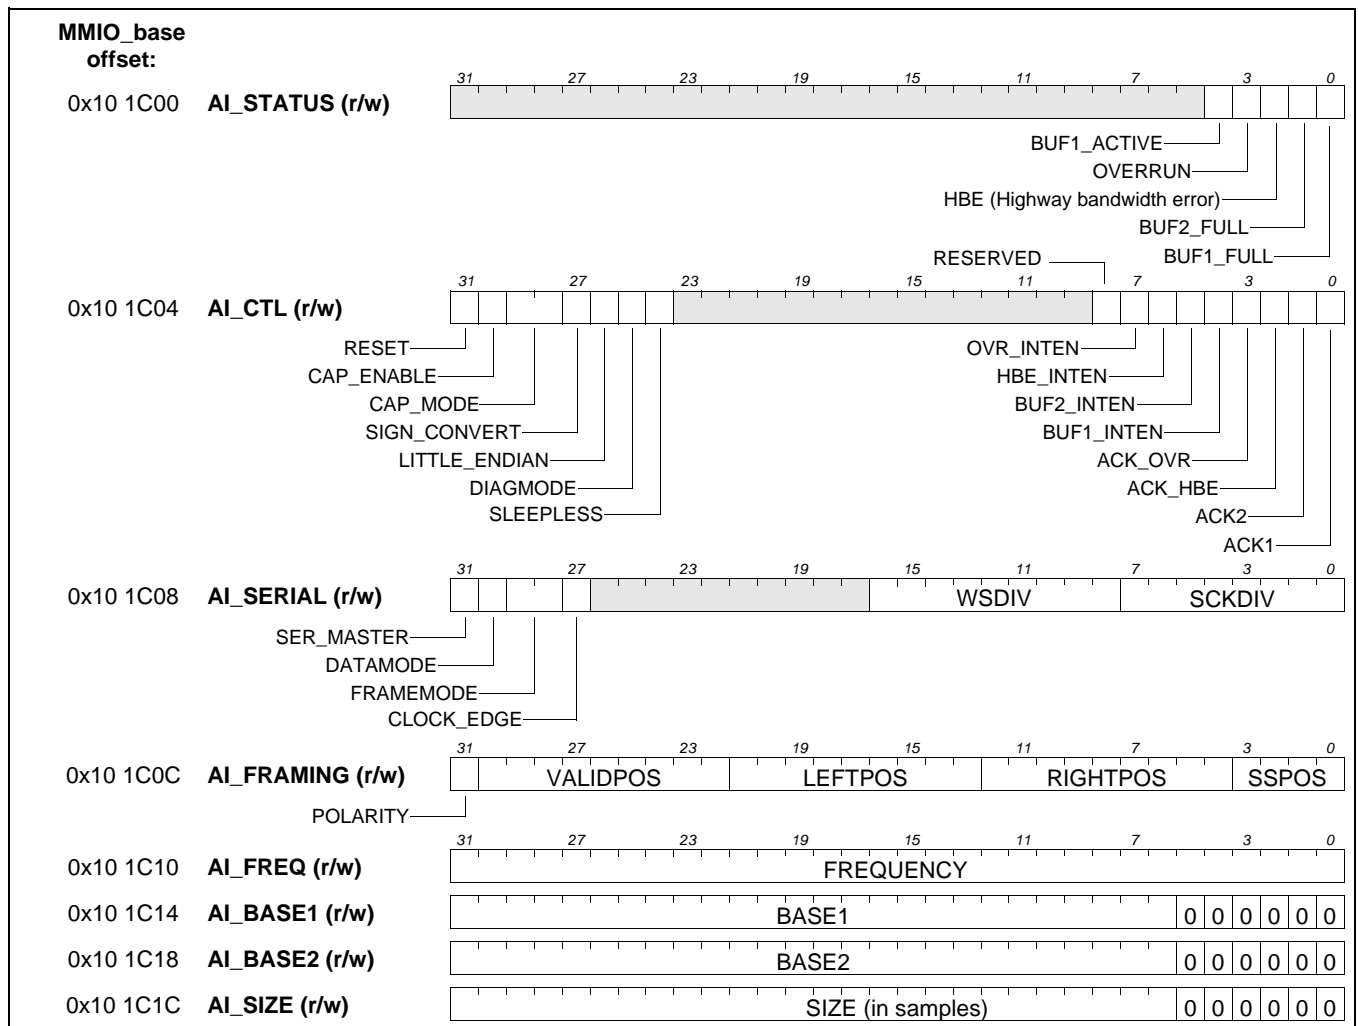 MMIO_base
offset:
31 27 23 19 15 11 7 3 0
0x10 1C00 AI_STATUS (r/w)
BUF1_ACTIVE
OVERRUN
HBE (Highway bandwidth error)
BUF2_FULL
BUF1_FULL
RESERVED
31 27 23 19 15 11 7 3 0
0x10 1C04 AI_CTL (r/w)
RESET OVR_INTEN
CAP_ENABLE HBE_INTEN
CAP_MODE BUF2_INTEN
SIGN_CONVERT BUF1_INTEN
LITTLE_ENDIAN ACK_OVR
DIAGMODE ACK_HBE
SLEEPLESS ACK2
ACK1
31 27 23 19 15 11 7 3 0
0x10 1C08 AI_SERIAL (r/w) WSDIV SCKDIV
SER_MASTER
DATAMODE
FRAMEMODE
CLOCK_EDGE
31 27 23 19 15 11 7 3 0
0x10 1C0C AI_FRAMING (r/w) VALIDPOS LEFTPOS RIGHTPOS SSPOS
POLARITY
31 27 23 19 15 11 7 3 0
0x10 1C10 AI_FREQ (r/w) FREQUENCY
0x10 1C14 AI_BASE1 (r/w) BASE1 0 0 0 0 0 0
0x10 1C18 AI_BASE2 (r/w) BASE2 0 0 0 0 0 0
0x10 1C1C AI_SIZE (r/w) SIZE (in samples) 0 0 0 0 0 0